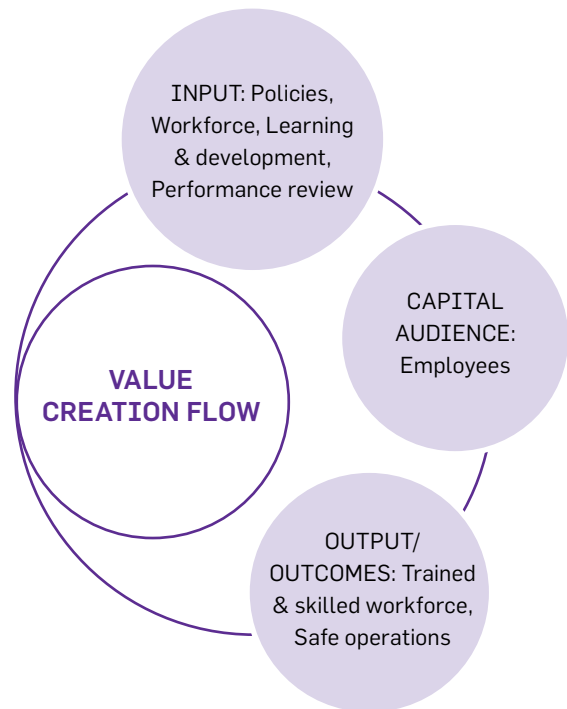 INPUT: Policies,
Workforce, Learning
& development,
Performance review
CAPITAL
AUDIENCE:
Employees
VALUE
CREATION FLOW
OUTPUT/
OUTCOMES: Trained
& skilled workforce,
Safe operations